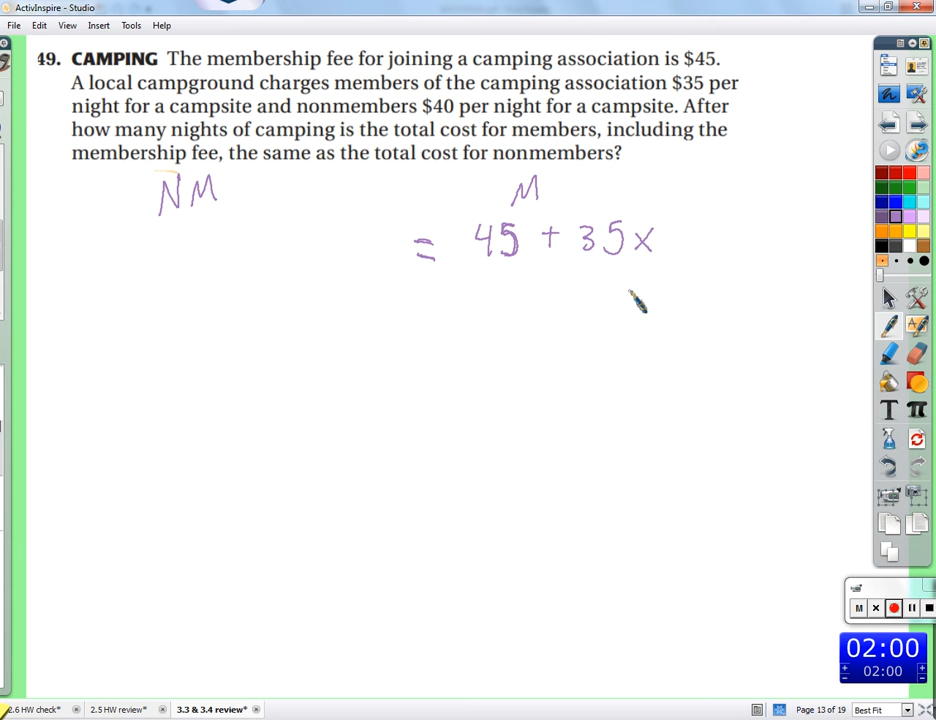 ActivInspire - Studio
File Edit View Insert Tools Help
49. CAMPING The membership fee for joining a camping association is $45.
A local campground charges members of the camping association $35 per
night for a campsite and nonmembers $40 per night for a campsite. After
how many nights of camping is the total cost for members, including the
membership fee, the same as the total cost for nonmembers?
NM M
= 45 + 35x
M
02:00
02:00
2.6 HW check* 2.5 HW review* 3.3 & 3.4 review* Page 13 of 19 Best Fit